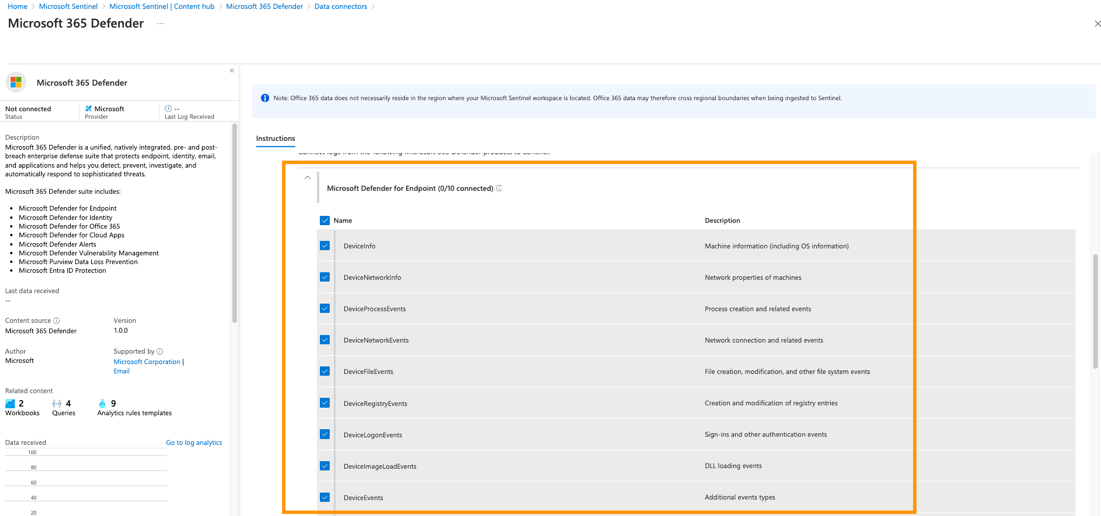 Home > Microsoft Sentinel > Microsoft Sentinel | Content hub > Microsoft 365 Defender > Data connectors >
Microsoft 365 Defender ...
Microsoft 365 Defender
Not connected
Status
Microsoft
Provider
--
Last Log Received
Description
Microsoft 365 Defender is a unified, natively integrated, pre- and post-
breach enterprise defense suite that protects endpoint, identity, email,
and applications and helps you detect, prevent, investigate, and
automatically respond to sophisticated threats.
Microsoft 365 Defender suite includes:
• Microsoft Defender for Endpoint
• Microsoft Defender for Identity
• Microsoft Defender for Office 365
• Microsoft Defender for Cloud Apps
• Microsoft Defender Alerts
• Microsoft Defender Vulnerability Management
• Microsoft Purview Data Loss Prevention
• Microsoft Entra ID Protection
Last data received
--
Content source
Microsoft 365 Defender
Version
1.0.0
Author
Microsoft
Supported by
Microsoft Corporation |
Email
Related content
2
Workbooks
4
Queries
9
Analytics rules templates
Data received
Go to log analytics
100
80
60
40
20
Note: Office 365 data does not necessarily reside in the region where your Microsoft Sentinel workspace is located. Office 365 data may therefore cross regional boundaries when being ingested to Sentinel.
Instructions
Connect logs from the following Microsoft 365 Defender products to Sentinel:
Microsoft Defender for Endpoint (0/10 connected)
Name Description
DeviceInfo Machine information (including OS information)
DeviceNetworkInfo Network properties of machines
DeviceProcessEvents Process creation and related events
DeviceNetworkEvents Network connection and related events
DeviceFileEvents File creation, modification, and other file system events
DeviceRegistryEvents Creation and modification of registry entries
DeviceLogonEvents Sign-ins and other authentication events
DeviceImageLoadEvents DLL loading events
DeviceEvents Additional events types